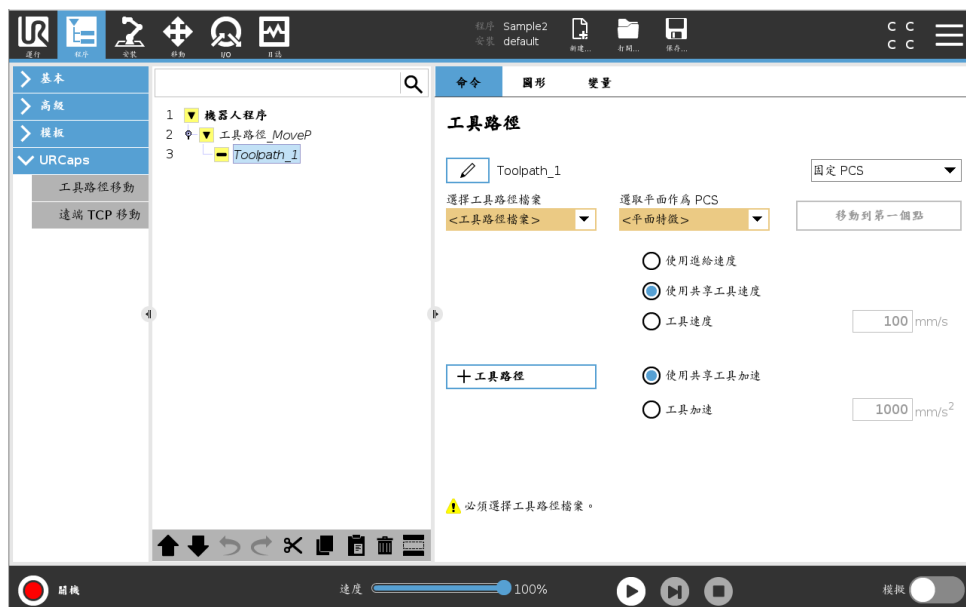 程序 Sample2
安裝 default
運行
程序
安裝
移動
I/O
日誌
新建...
打開...
保存...
C C
C C
基本
高級
模板
URCaps
工具路徑移動
遠端 TCP 移動
1 機器人程序
2 工具路徑_MoveP
3 Toolpath_1
命令 圖形 變量
工具路徑
Toolpath_1
固定 PCS
選擇工具路徑檔案
選取平面作爲 PCS
<工具路徑檔案>
<平面特徵>
移動到第一個點
使用進給速度
使用共享工具速度
工具速度
100 mm/s
工具路徑
使用共享工具加速
工具加速
1000 mm/s²
必須選擇工具路徑檔案。
關機
速度
100%
模擬